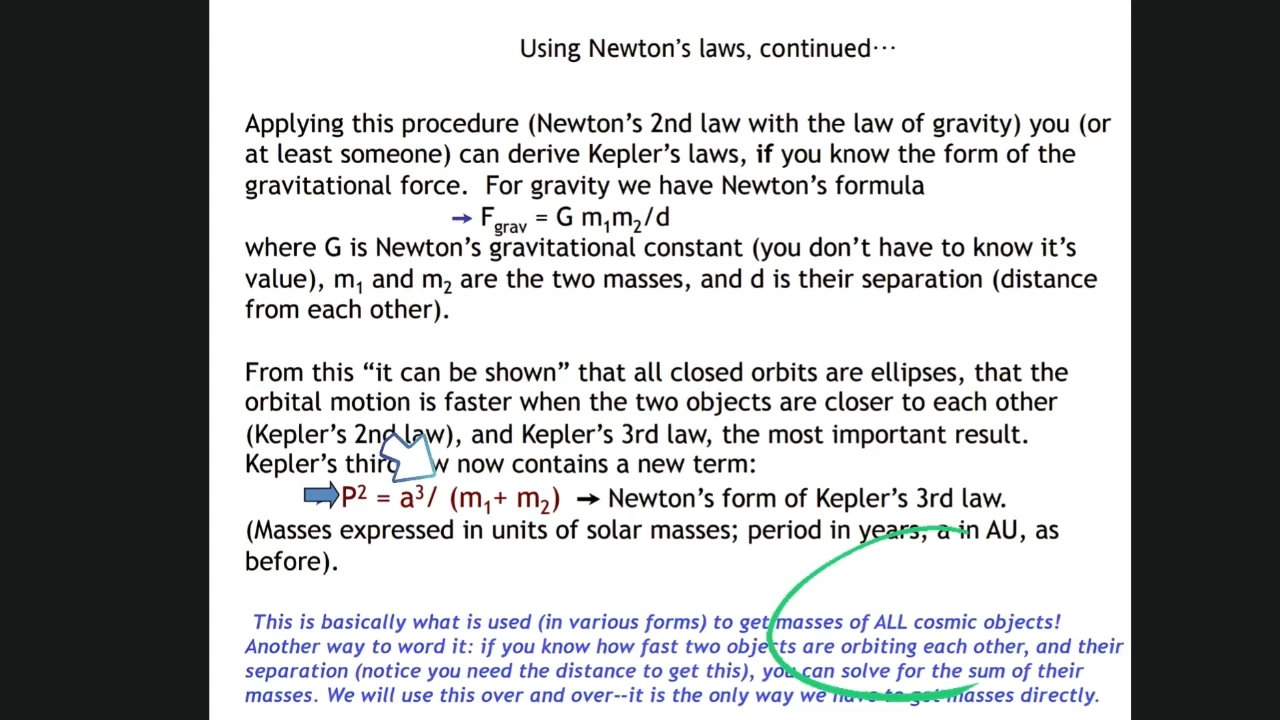 Using Newton’s laws, continued…
Applying this procedure (Newton’s 2nd law with the law of gravity) you (or
at least someone) can derive Kepler’s laws, if you know the form of the
gravitational force. For gravity we have Newton’s formula
→ F_grav = G m₁m₂/d
where G is Newton’s gravitational constant (you don’t have to know it’s
value), m₁ and m₂ are the two masses, and d is their separation (distance
from each other).
From this “it can be shown” that all closed orbits are ellipses, that the
orbital motion is faster when the two objects are closer to each other
(Kepler’s 2nd law), and Kepler’s 3rd law, the most important result.
Kepler’s third law now contains a new term:
P² = a³/ (m₁+ m₂) → Newton’s form of Kepler’s 3rd law.
(Masses expressed in units of solar masses; period in years, a in AU, as
before).
This is basically what is used (in various forms) to get masses of ALL cosmic objects!
Another way to word it: if you know how fast two objects are orbiting each other, and their
separation (notice you need the distance to get this), you can solve for the sum of their
masses. We will use this over and over--it is the only way we have to get masses directly.